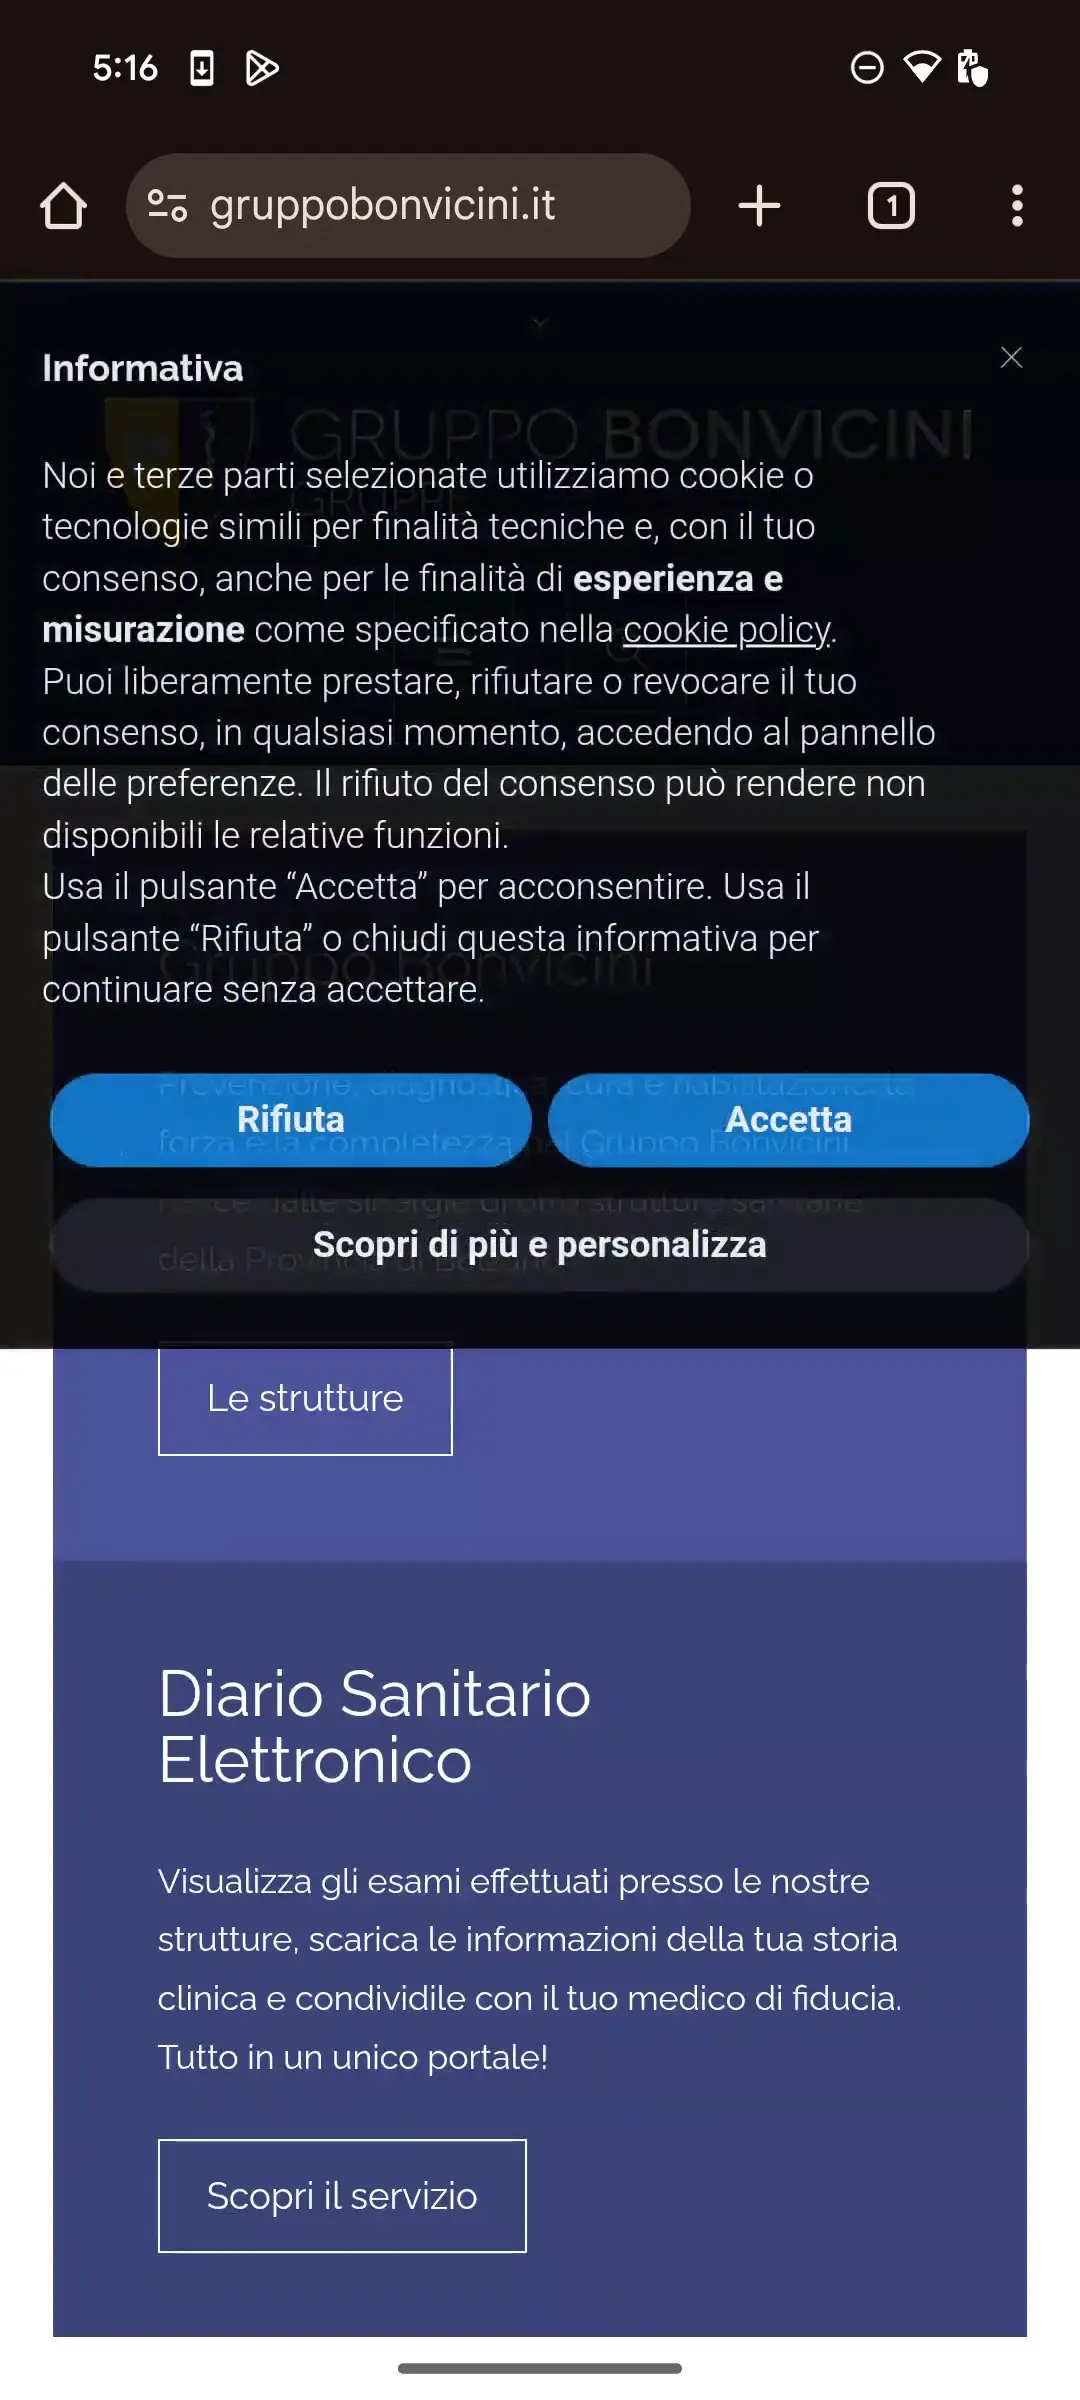 5:16
gruppobonvicini.it
1
Informativa
GRUPPO BONVICINI
Noi e terze parti selezionate utilizziamo cookie o
tecnologie simili per finalità tecniche e, con il tuo
consenso, anche per le finalità di esperienza e
misurazione come specificato nella cookie policy.
Puoi liberamente prestare, rifiutare o revocare il tuo
consenso, in qualsiasi momento, accedendo al pannello
delle preferenze. Il rifiuto del consenso può rendere non
disponibili le relative funzioni.
Usa il pulsante “Accetta” per acconsentire. Usa il
pulsante “Rifiuta” o chiudi questa informativa per
Gruppo Bonvicini
continuare senza accettare.
Rifiuta
Accetta
Scopri di più e personalizza
Le strutture
Diario Sanitario
Elettronico
Visualizza gli esami effettuati presso le nostre
strutture, scarica le informazioni della tua storia
clinica e condividile con il tuo medico di fiducia.
Tutto in un unico portale!
Scopri il servizio